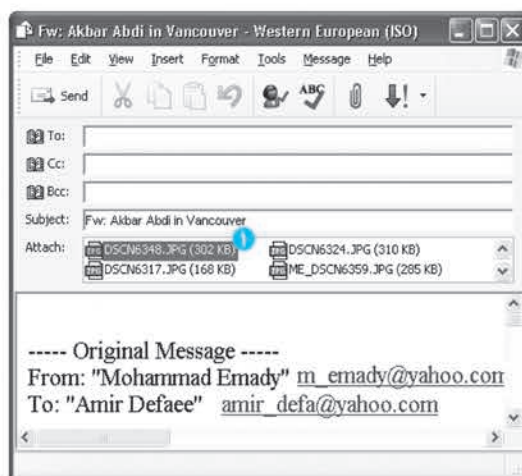 Fw: Akbar Abdi in Vancouver - Western European (ISO)
File Edit View Insert Format Tools Message Help
Send ABC
To:
Cc:
Bcc:
Subject: Fw: Akbar Abdi in Vancouver
Attach: DSCN6348.JPG (302 KB) DSCN6324.JPG (310 KB)
DSCN6317.JPG (168 KB) ME_DSCN6359.JPG (285 KB)
----- Original Message -----
From: "Mohammad Emady" m_emady@yahoo.com
To: "Amir Defaee" amir_defa@yahoo.com